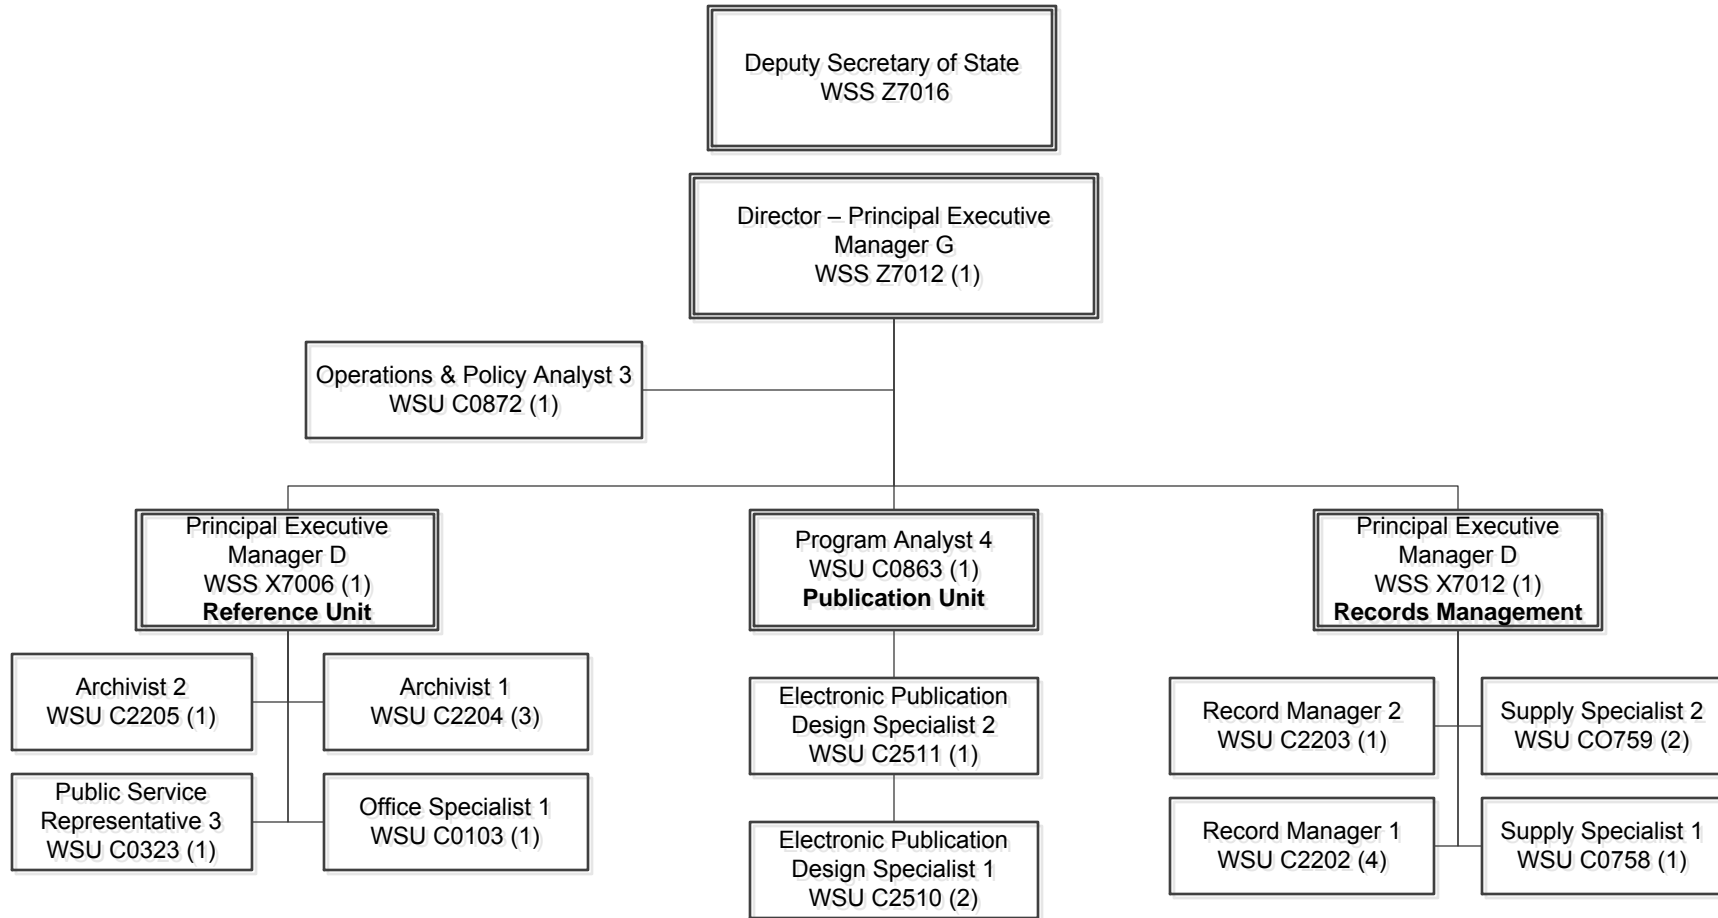 Deputy Secretary of State
WSS Z7016
Director – Principal Executive
Manager G
WSS Z7012 (1)
Operations & Policy Analyst 3
WSU C0872 (1)
Principal Executive
Manager D
WSS X7006 (1)
Reference Unit
Program Analyst 4
WSU C0863 (1)
Publication Unit
Principal Executive
Manager D
WSS X7012 (1)
Records Management
Archivist 2
WSU C2205 (1)
Archivist 1
WSU C2204 (3)
Public Service
Representative 3
WSU C0323 (1)
Office Specialist 1
WSU C0103 (1)
Electronic Publication
Design Specialist 2
WSU C2511 (1)
Electronic Publication
Design Specialist 1
WSU C2510 (2)
Record Manager 2
WSU C2203 (1)
Supply Specialist 2
WSU CO759 (2)
Record Manager 1
WSU C2202 (4)
Supply Specialist 1
WSU C0758 (1)